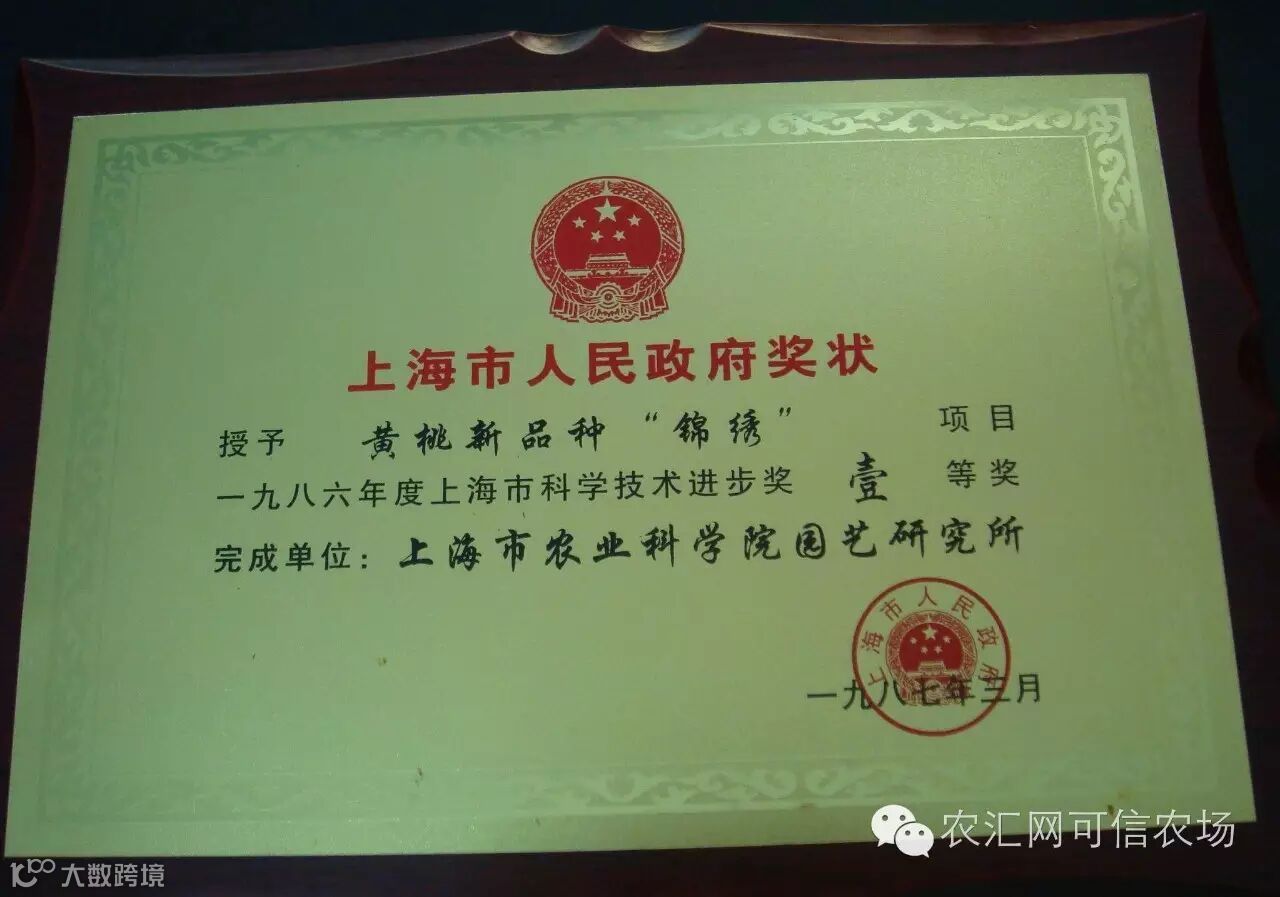 上海市人民政府奖状
授予 黄桃新品种“锦绣” 项目
一九八六年度上海市科学技术进步奖 壹 等奖
完成单位：上海市农业科学院园艺研究所
上海市人民政府
一九八七年三月
农汇网可信农场
大数跨境